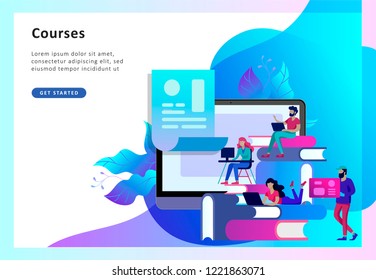 Courses
Lorem ipsum dolor sit amet,
consectetur adipiscing elit, sed do
eiusmod tempor incididunt ut
GET STARTED
shutterstock.com · 1221863071